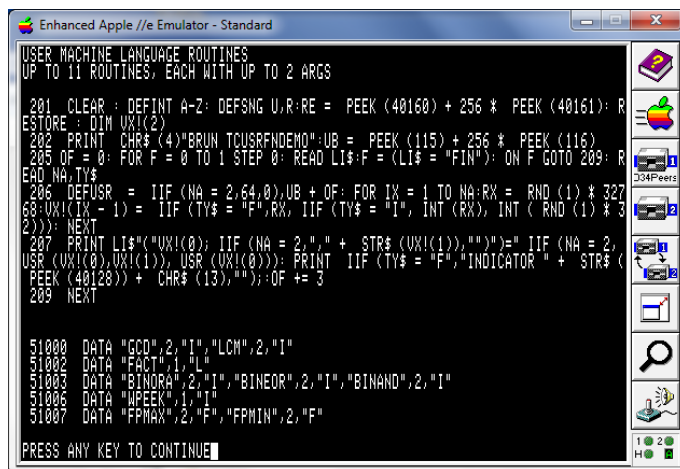 Enhanced Apple //e Emulator - Standard
USER MACHINE LANGUAGE ROUTINES
UP TO 11 ROUTINES, EACH WITH UP TO 2 ARGS
201 CLEAR : DEFINT A-Z: DEFSNG U,R:RE = PEEK (40160) + 256 * PEEK (40161): R
ESTORE : DIM VX!(2)
202 PRINT CHR$ (4)"BRUN TCUSRFNDEMO":UB = PEEK (115) + 256 * PEEK (116)
205 OF = 0: FOR F = 0 TO 1 STEP 0: READ LI$:F = (LI$ = "FIN"): ON F GOTO 209: R
EAD NA,TY$
206 DEFUSR = IIF (NA = 2,64,0),UB + OF: FOR IX = 1 TO NA:RX = RND (1) * 327
68:VX!(IX - 1) = IIF (TY$ = "F",RX, IIF (TY$ = "I", INT (RX), INT ( RND (1) * 3
2))): NEXT
207 PRINT LI$"("VX!(0); IIF (NA = 2,"," + STR$ (VX!(1)),"")")=" IIF (NA = 2,
USR (VX!(0),VX!(1)), USR (VX!(0))): PRINT IIF (TY$ = "F","INDICATOR " + STR$ (
PEEK (40128)) + CHR$ (13),"");:OF += 3
209 NEXT
51000 DATA "GCD",2,"I","LCM",2,"I"
51002 DATA "FACT",1,"L"
51003 DATA "BINORA",2,"I","BINEOR",2,"I","BINAND",2,"I"
51006 DATA "WPEEK",1,"I"
51007 DATA "FPMAX",2,"F","FPMIN",2,"F"
PRESS ANY KEY TO CONTINUE
1
D34Peers
2
1
2
1 2
H A